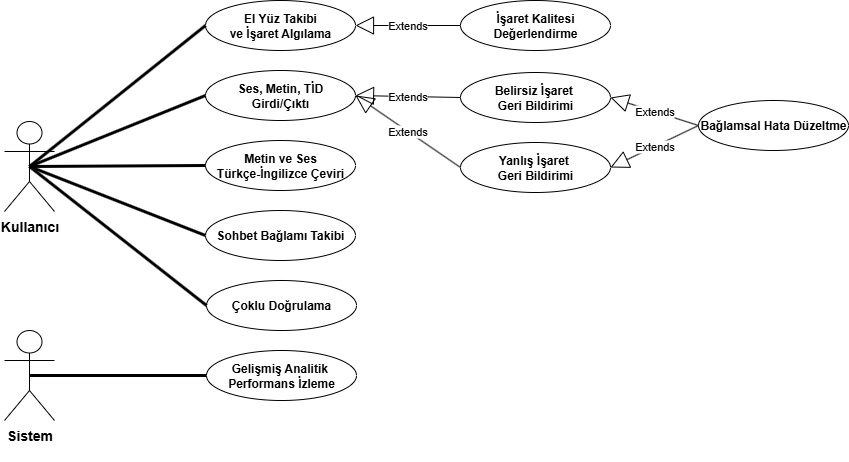 El Yüz Takibi
ve İşaret Algılama
Extends
İşaret Kalitesi
Değerlendirme
Ses, Metin, TİD
Girdi/Çıktı
Extends
Belirsiz İşaret
Geri Bildirimi
Extends
Bağlamsal Hata Düzeltme
Extends
Extends
Yanlış İşaret
Geri Bildirimi
Metin ve Ses
Türkçe-İngilizce Çeviri
Kullanıcı
Sohbet Bağlamı Takibi
Çoklu Doğrulama
Gelişmiş Analitik
Performans İzleme
Sistem